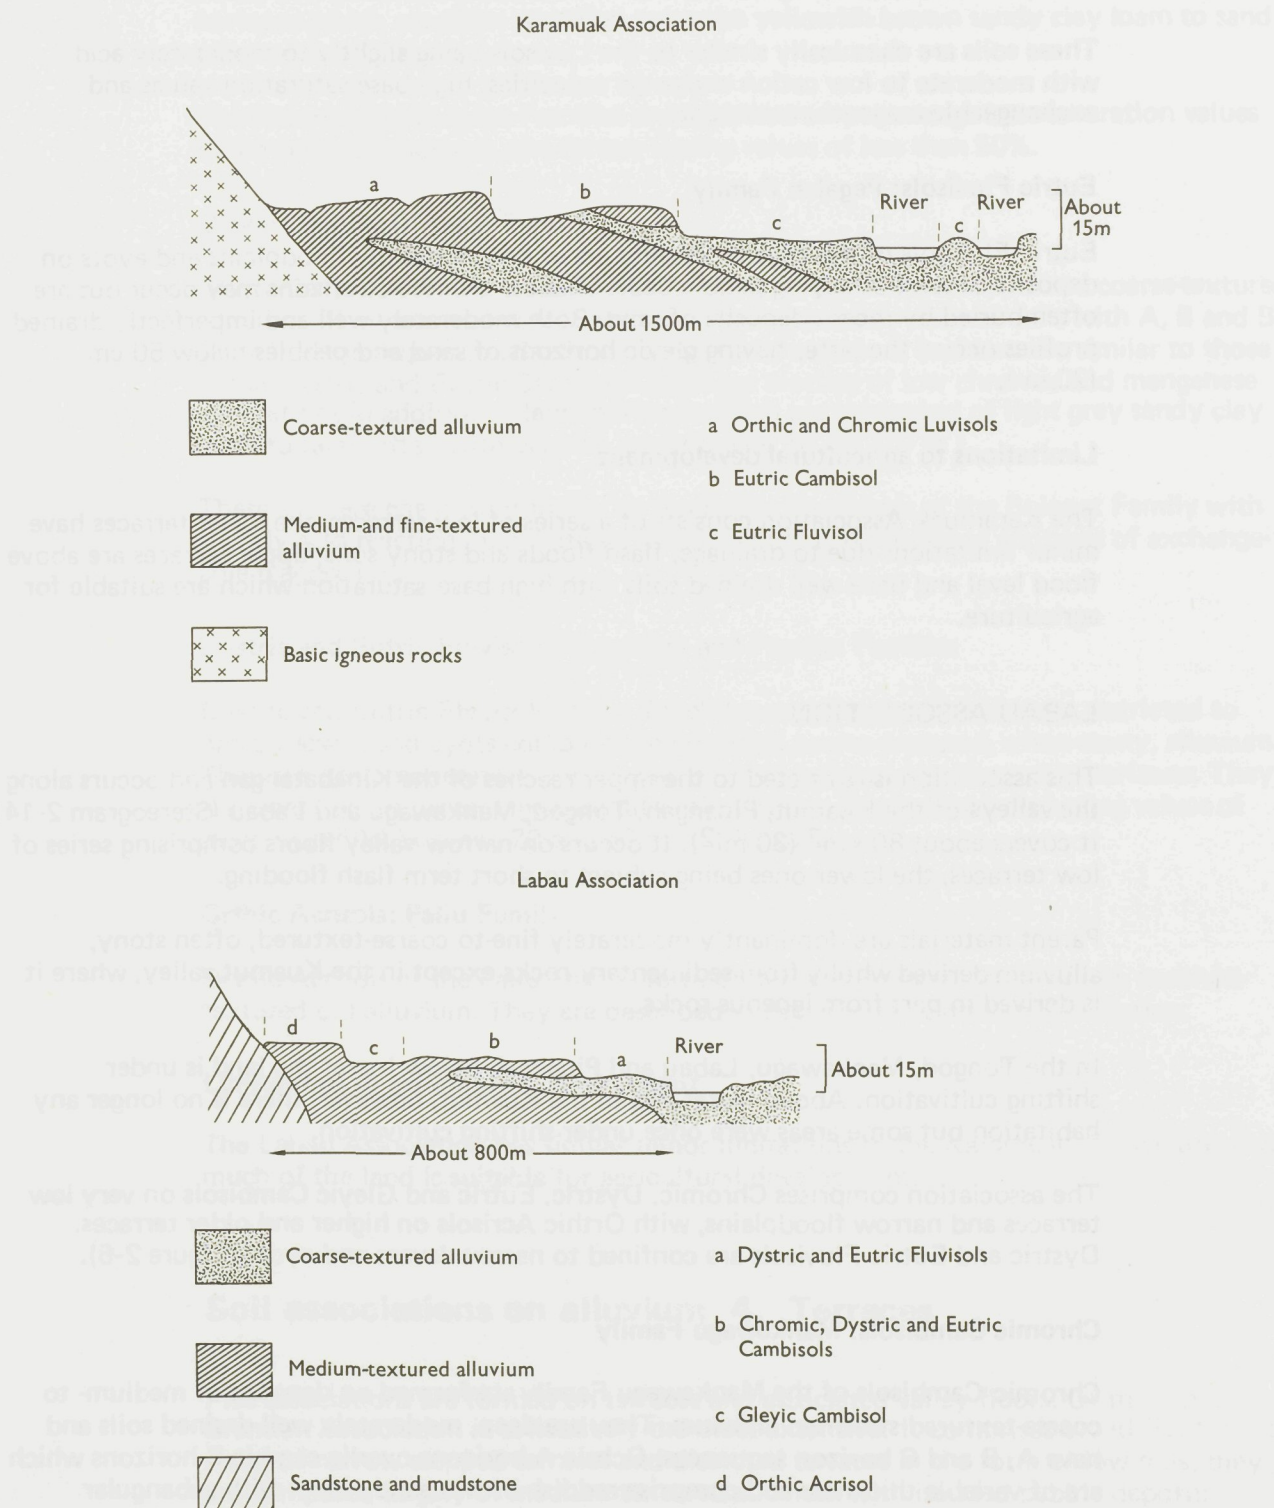 Karamuak Association
a
b
c
River
c
River
About
15m
About 1500m
Coarse-textured alluvium
Medium-and fine-textured
alluvium
Basic igneous rocks
a Orthic and Chromic Luvisols
b Eutric Cambisol
c Eutric Fluvisol
Labau Association
d
c
b
a
River
About 15m
About 800m
Coarse-textured alluvium
Medium-textured alluvium
Sandstone and mudstone
a Dystric and Eutric Fluvisols
b Chromic, Dystric and Eutric
Cambisols
c Gleyic Cambisol
d Orthic Acrisol